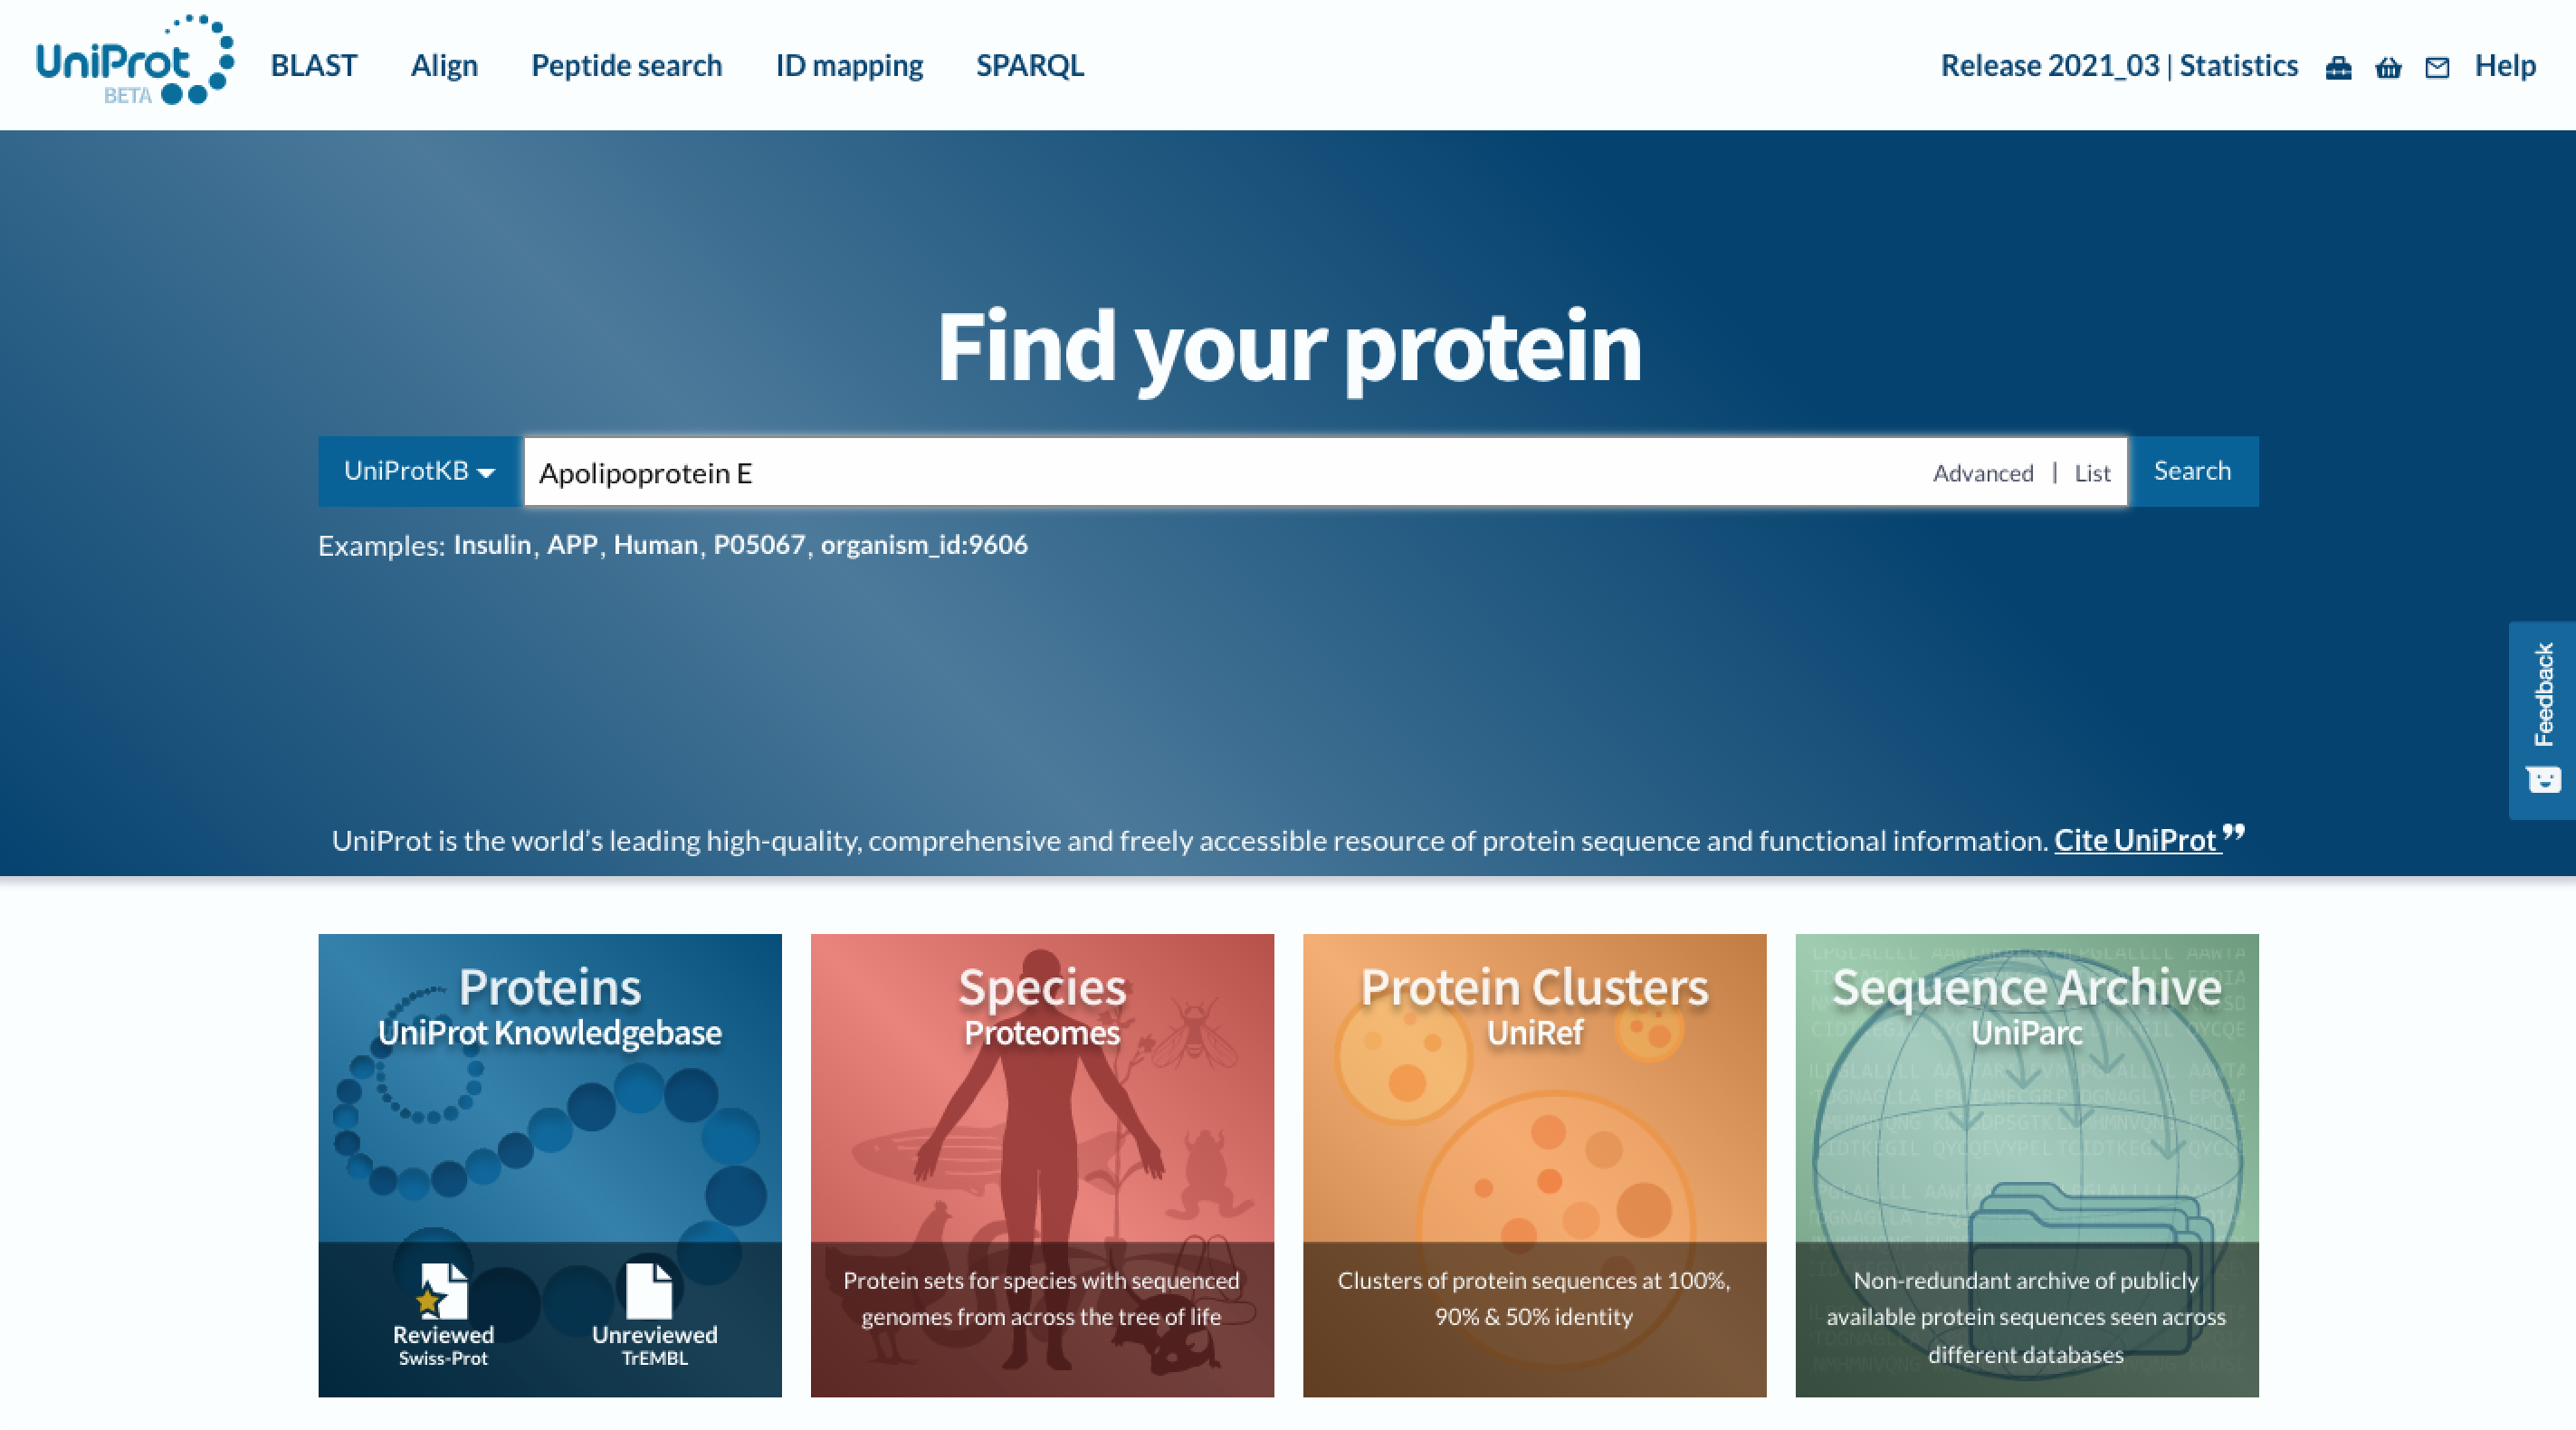 UniProt
BETA
BLAST Align Peptide search ID mapping SPARQL
Release 2021_03 | Statistics Help
Find your protein
UniProtKB Apolipoprotein E Advanced | List Search
Examples: Insulin, APP, Human, P05067, organism_id:9606
Feedback
UniProt is the world’s leading high-quality, comprehensive and freely accessible resource of protein sequence and functional information. Cite UniProt
Proteins
UniProt Knowledgebase
Reviewed
Swiss-Prot
Unreviewed
TrEMBL
Species
Proteomes
Protein sets for species with sequenced
genomes from across the tree of life
Protein Clusters
UniRef
Clusters of protein sequences at 100%,
90% & 50% identity
Sequence Archive
UniParc
Non-redundant archive of publicly
available protein sequences seen across
different databases